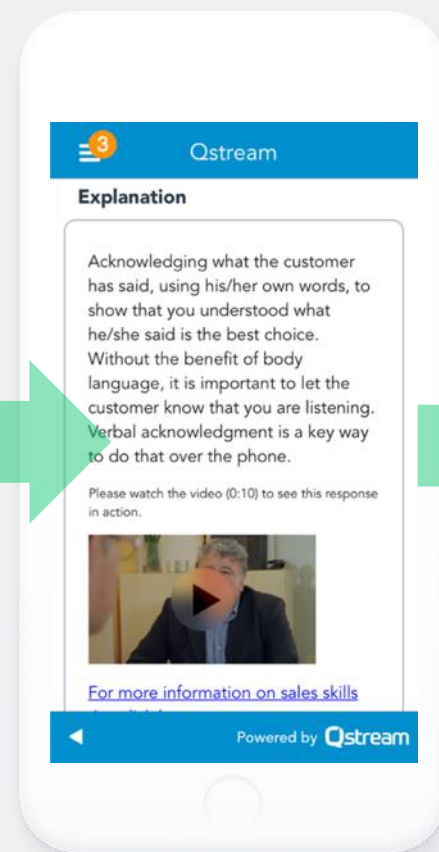 3
Qstream
Explanation
Acknowledging what the customer
has said, using his/her own words, to
show that you understood what
he/she said is the best choice.
Without the benefit of body
language, it is important to let the
customer know that you are listening.
Verbal acknowledgment is a key way
to do that over the phone.
Please watch the video (0:10) to see this response
in action.
For more information on sales skills
Powered by Qstream